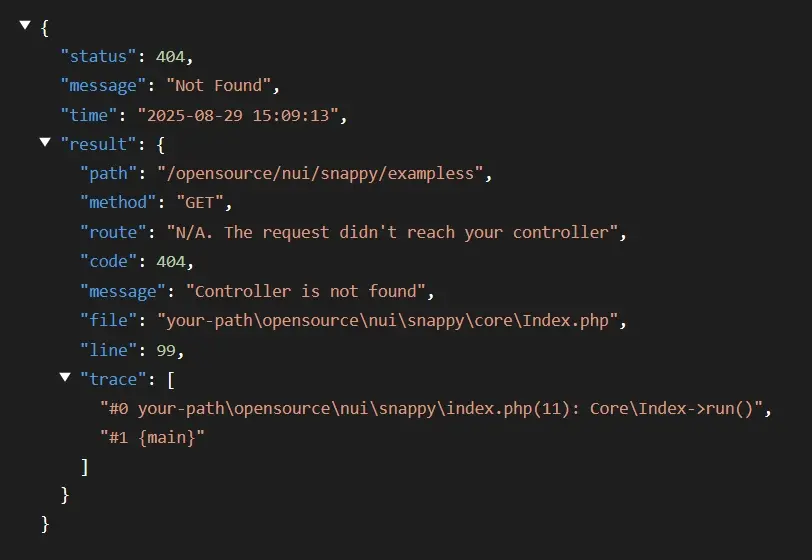 {
"status": 404,
"message": "Not Found",
"time": "2025-08-29 15:09:13",
"result": {
"path": "/opensource/nui/snappy/exampless",
"method": "GET",
"route": "N/A. The request didn't reach your controller",
"code": 404,
"message": "Controller is not found",
"file": "your-path\opensource\nui\snappy\core\Index.php",
"line": 99,
"trace": [
"#0 your-path\opensource\nui\snappy\index.php(11): Core\Index->run()",
"#1 {main}"
]
}
}